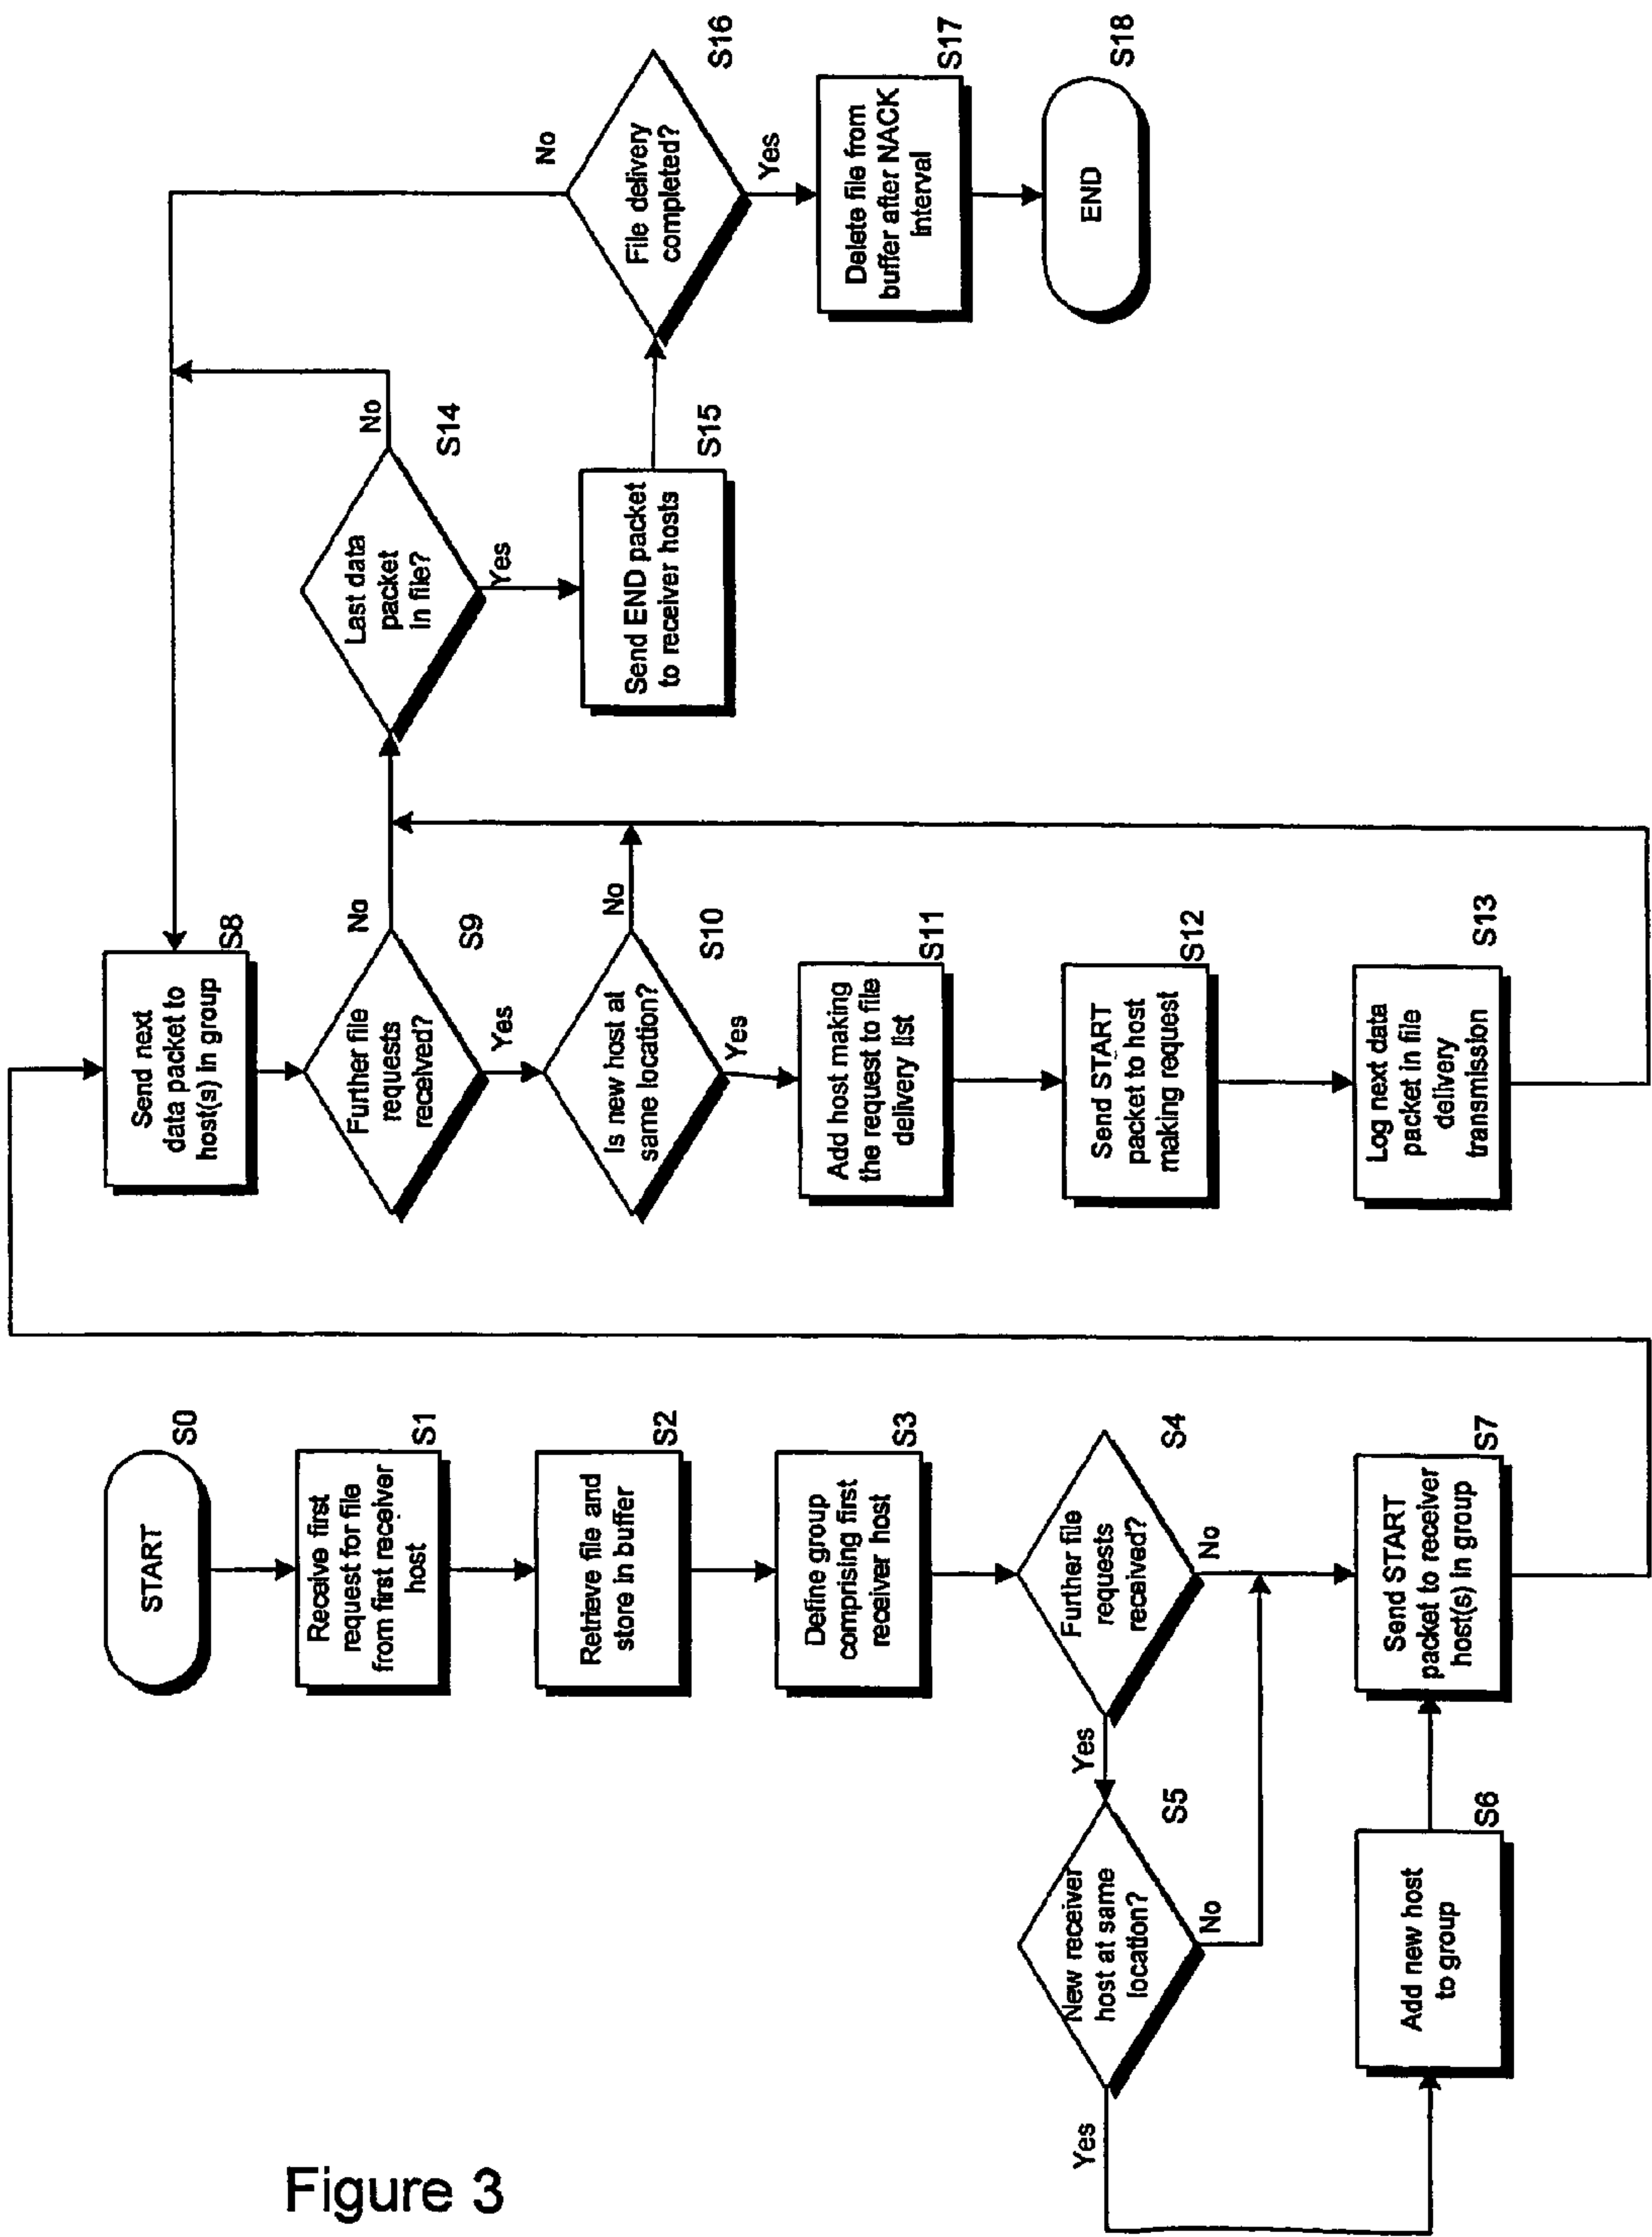 START
S0
Receive first
request for file
from first receiver
host
S1
Retrieve file and
store in buffer
S2
Define group
comprising first
receiver host
S3
Further file
requests
received?
S4
Yes
No
New receiver
host at same
location?
S5
Yes
No
Add new host
to group
S6
Send START
packet to receiver
host(s) in group
S7
Send next
data packet to
host(s) in group
S8
Further file
requests
received?
S9
No
Yes
Is new host at
same location?
S10
No
Yes
Add host making
the request to file
delivery list
S11
Send START
packet to host
making request
S12
Log next data
packet in file
delivery
transmission
S13
Last data
packet
in file?
S14
No
Yes
Send END packet
to receiver hosts
S15
File delivery
completed?
S16
No
Yes
Delete file from
buffer after NACK
Interval
S17
END
S18
Figure 3